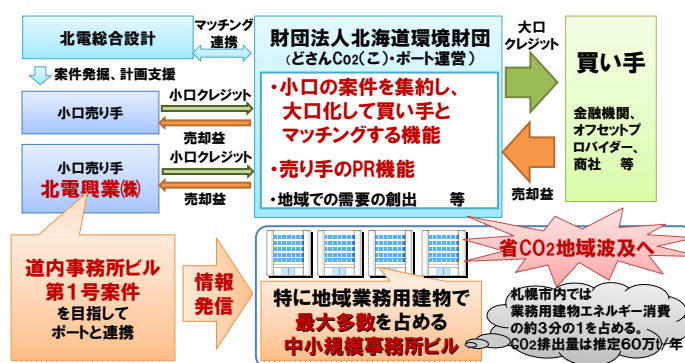 北電総合設計
マッチング
連携
財団法人北海道環境財団
(どさんCo2(こ)・ポート運営)
大口
クレジット
買い手
案件発掘、計画支援
・小口の案件を集約し、
大口化して買い手と
マッチングする機能
・売り手のPR機能
・地域での需要の創出　等
小口売り手
小口クレジット
売却益
小口売り手
北電興業㈱
小口クレジット
売却益
金融機関、
オフセットプ
ロバイダー、
商社　等
売却益
道内事務所ビル
第1号案件
を目指して
ポートと連携
情報
発信
省CO2地域波及へ
特に地域業務用建物で
最大多数を占める
中小規模事務所ビル
札幌市内では
業務用建物エネルギー消費
の約3分の1を占める。
CO2排出量は推定60万t/年